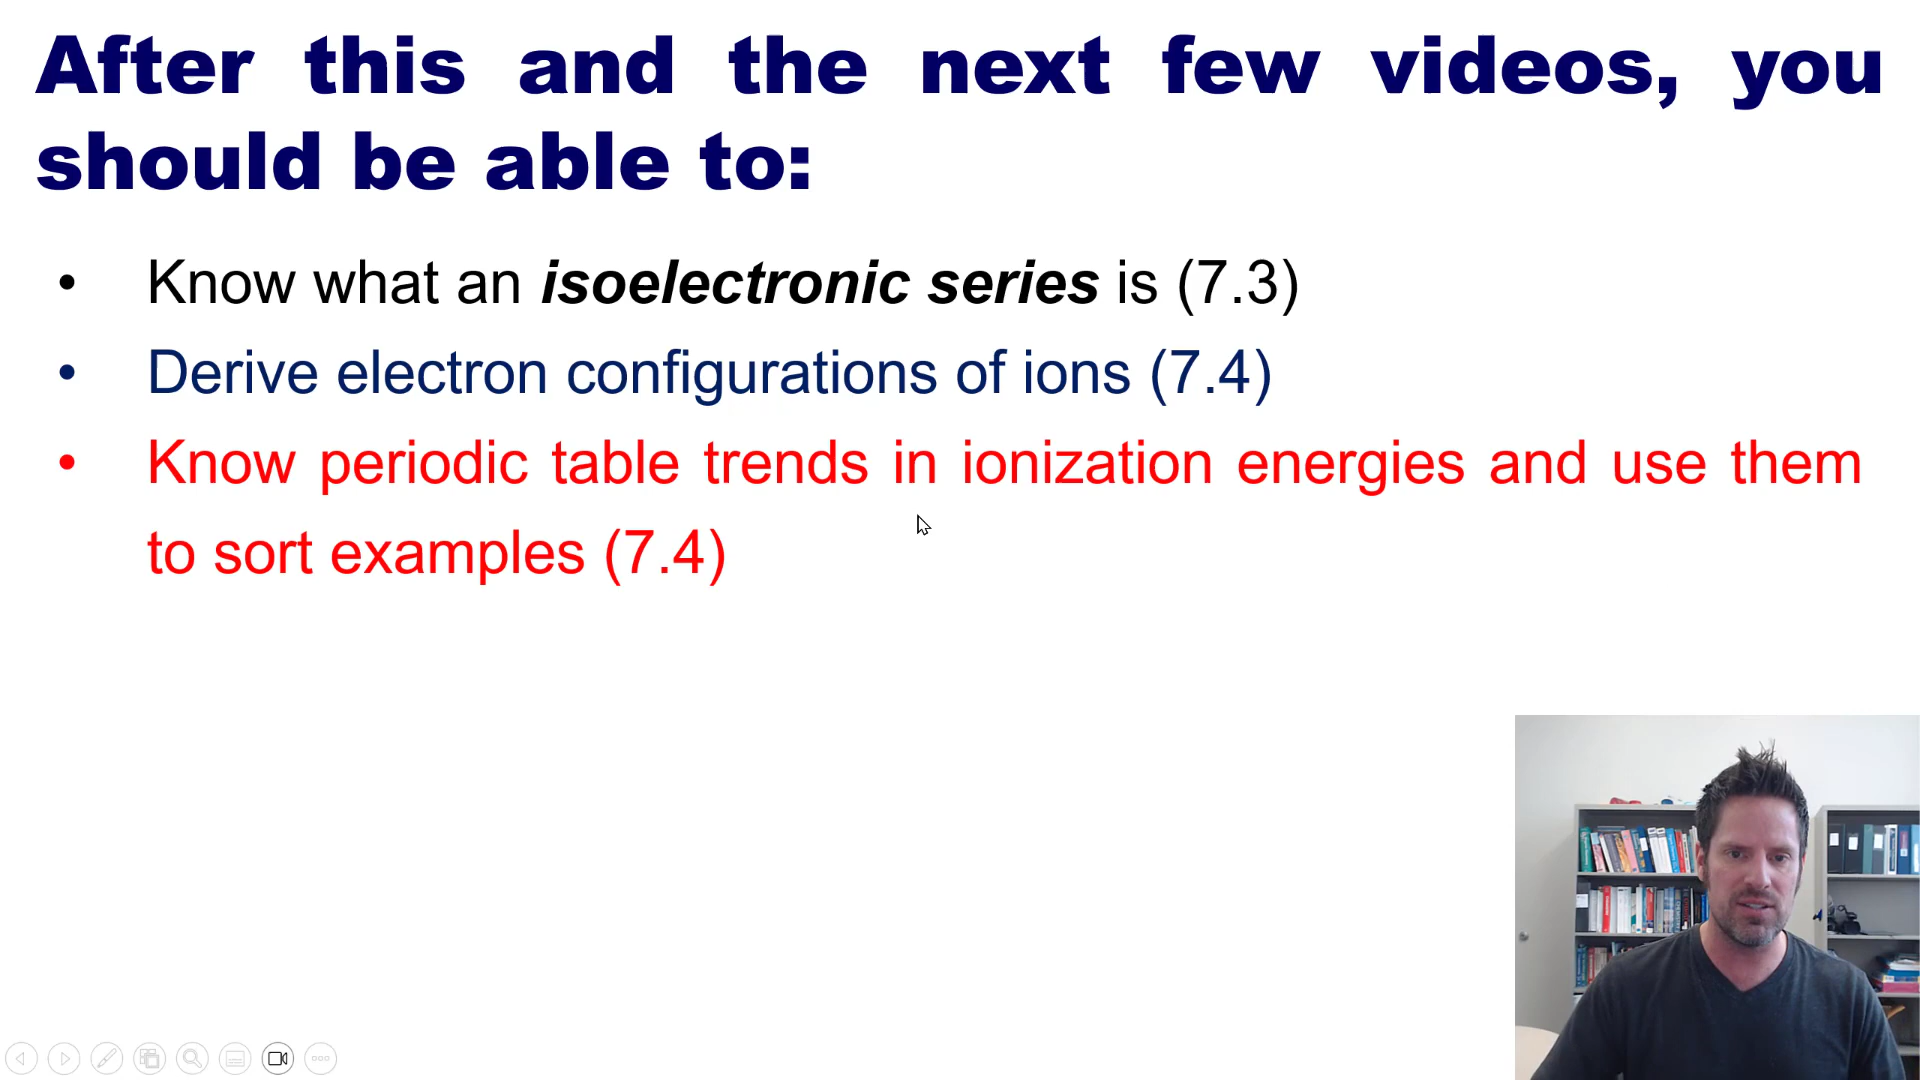 After this and the next few videos, you
should be able to:
• Know what an isoelectronic series is (7.3)
• Derive electron configurations of ions (7.4)
• Know periodic table trends in ionization energies and use them
to sort examples (7.4)